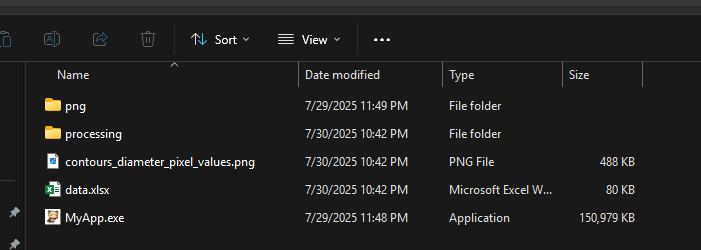 Sort View
Name Date modified Type Size
png 7/29/2025 11:49 PM File folder
processing 7/30/2025 10:42 PM File folder
contours_diameter_pixel_values.png 7/30/2025 10:42 PM PNG File 488 KB
data.xlsx 7/30/2025 10:42 PM Microsoft Excel W... 80 KB
MyApp.exe 7/29/2025 11:48 PM Application 150,979 KB